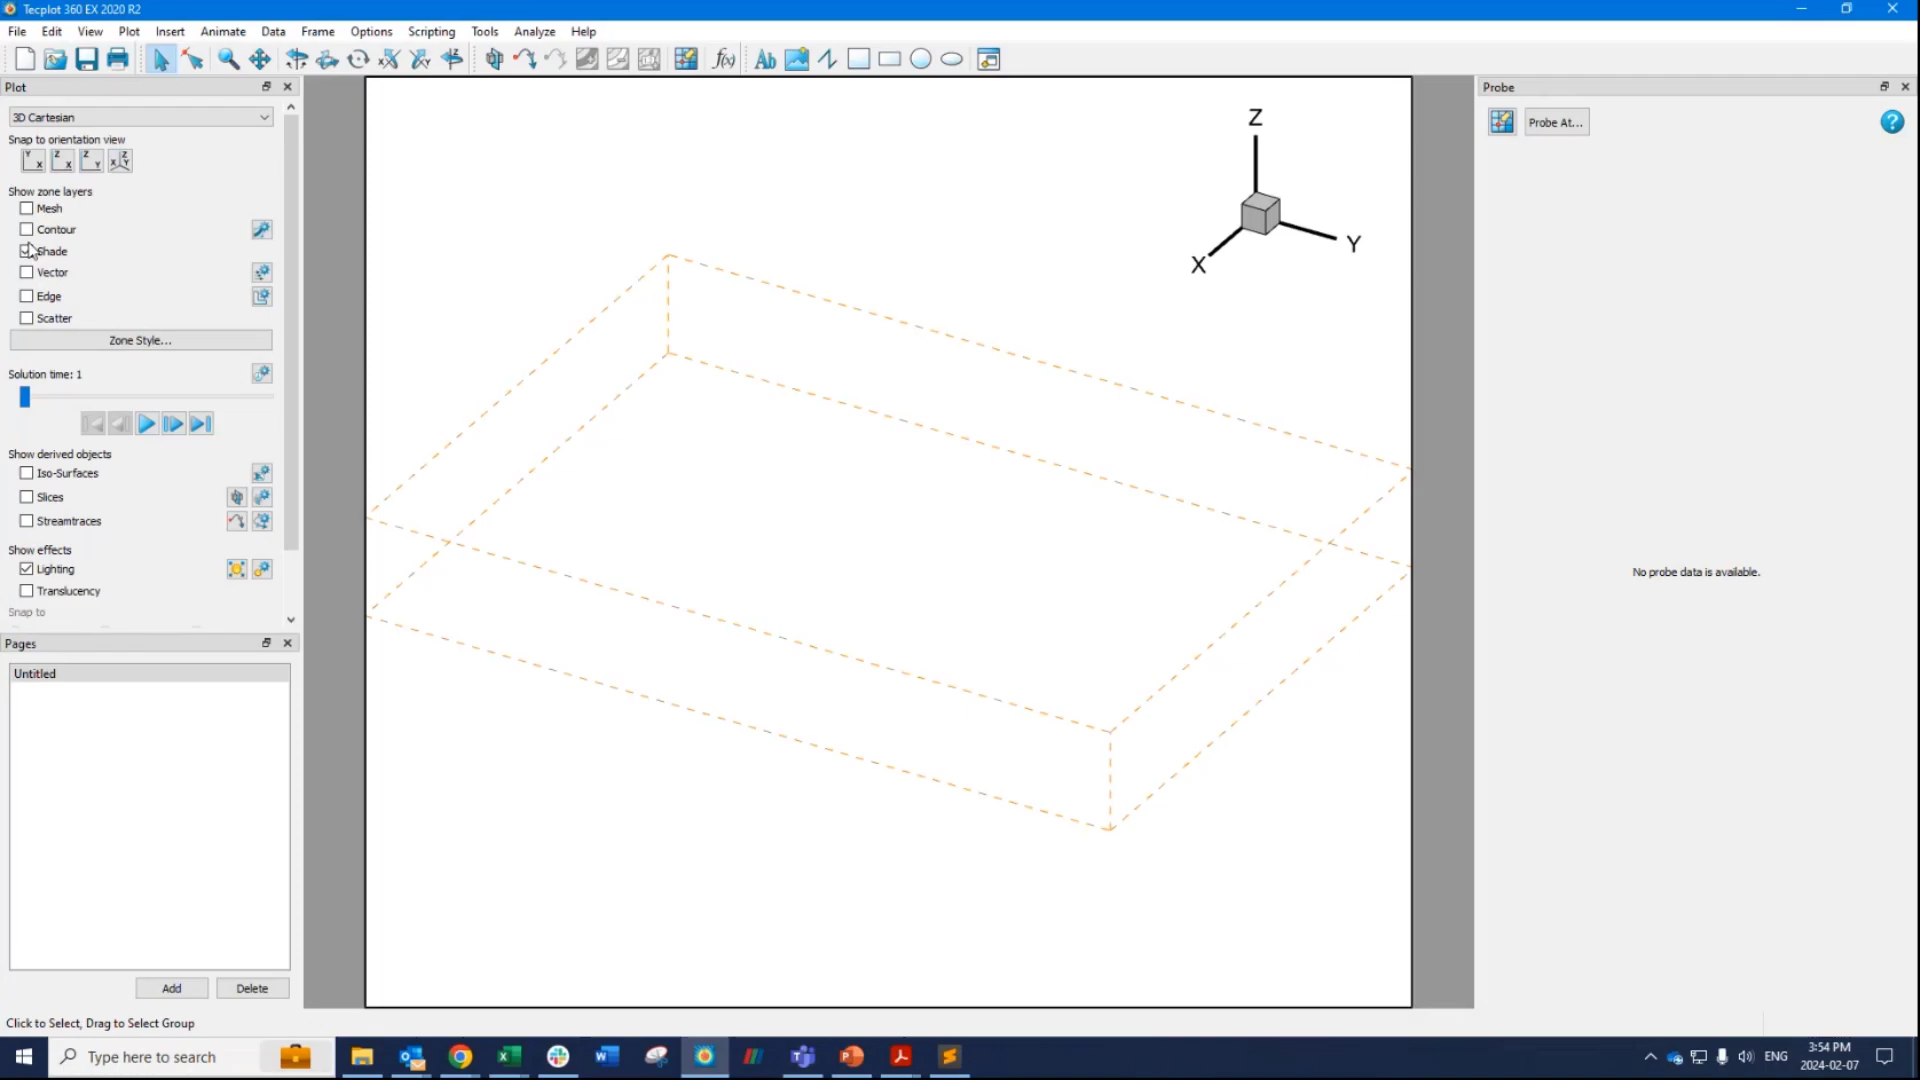 Tecplot 360 EX 2020 R2
File Edit View Plot Insert Animate Data Frame Options Scripting Tools Analyze Help
Ab f(x)
Plot
3D Cartesian
Snap to orientation view
Y X Z X Z Y X Z Y
Show zone layers
Mesh
Contour
Shade
Vector
Edge
Scatter
Zone Style...
Solution time: 1
Show derived objects
Iso-Surfaces
Slices
Streamtraces
Show effects
Lighting
Translucency
Snap to
Pages
Untitled
Add Delete
Click to Select, Drag to Select Group
Z
Y
X
Probe
Probe At...
?
No probe data is available.
Type here to search
ENG
3:54 PM
2024-02-07